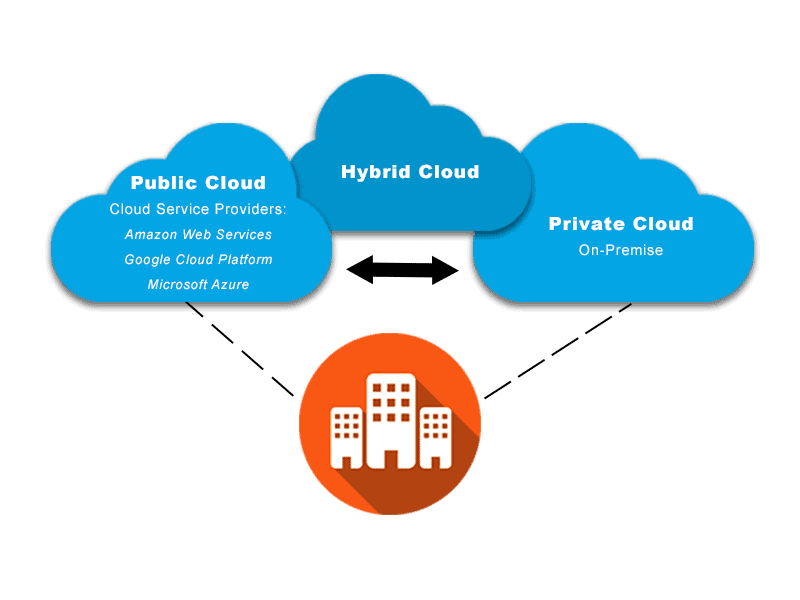 Hybrid Cloud
Public Cloud
Cloud Service Providers:
Amazon Web Services
Google Cloud Platform
Microsoft Azure
Private Cloud
On-Premise